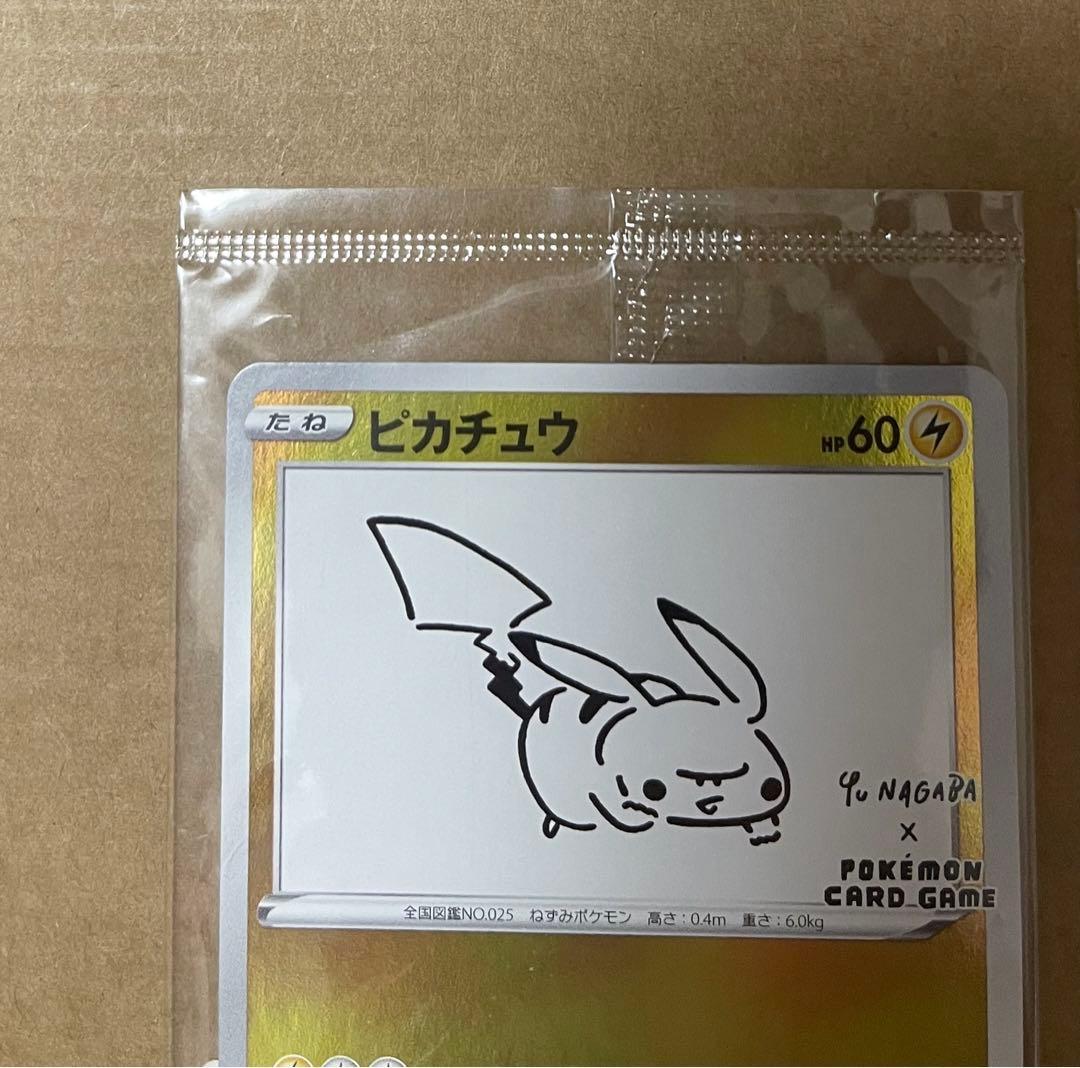 たね ピカチュウ HP60
Yu NAGABA
X
POKÉMON
CARD GAME
全国図鑑NO.025 ねずみポケモン 高さ:0.4m 重さ:6.0kg